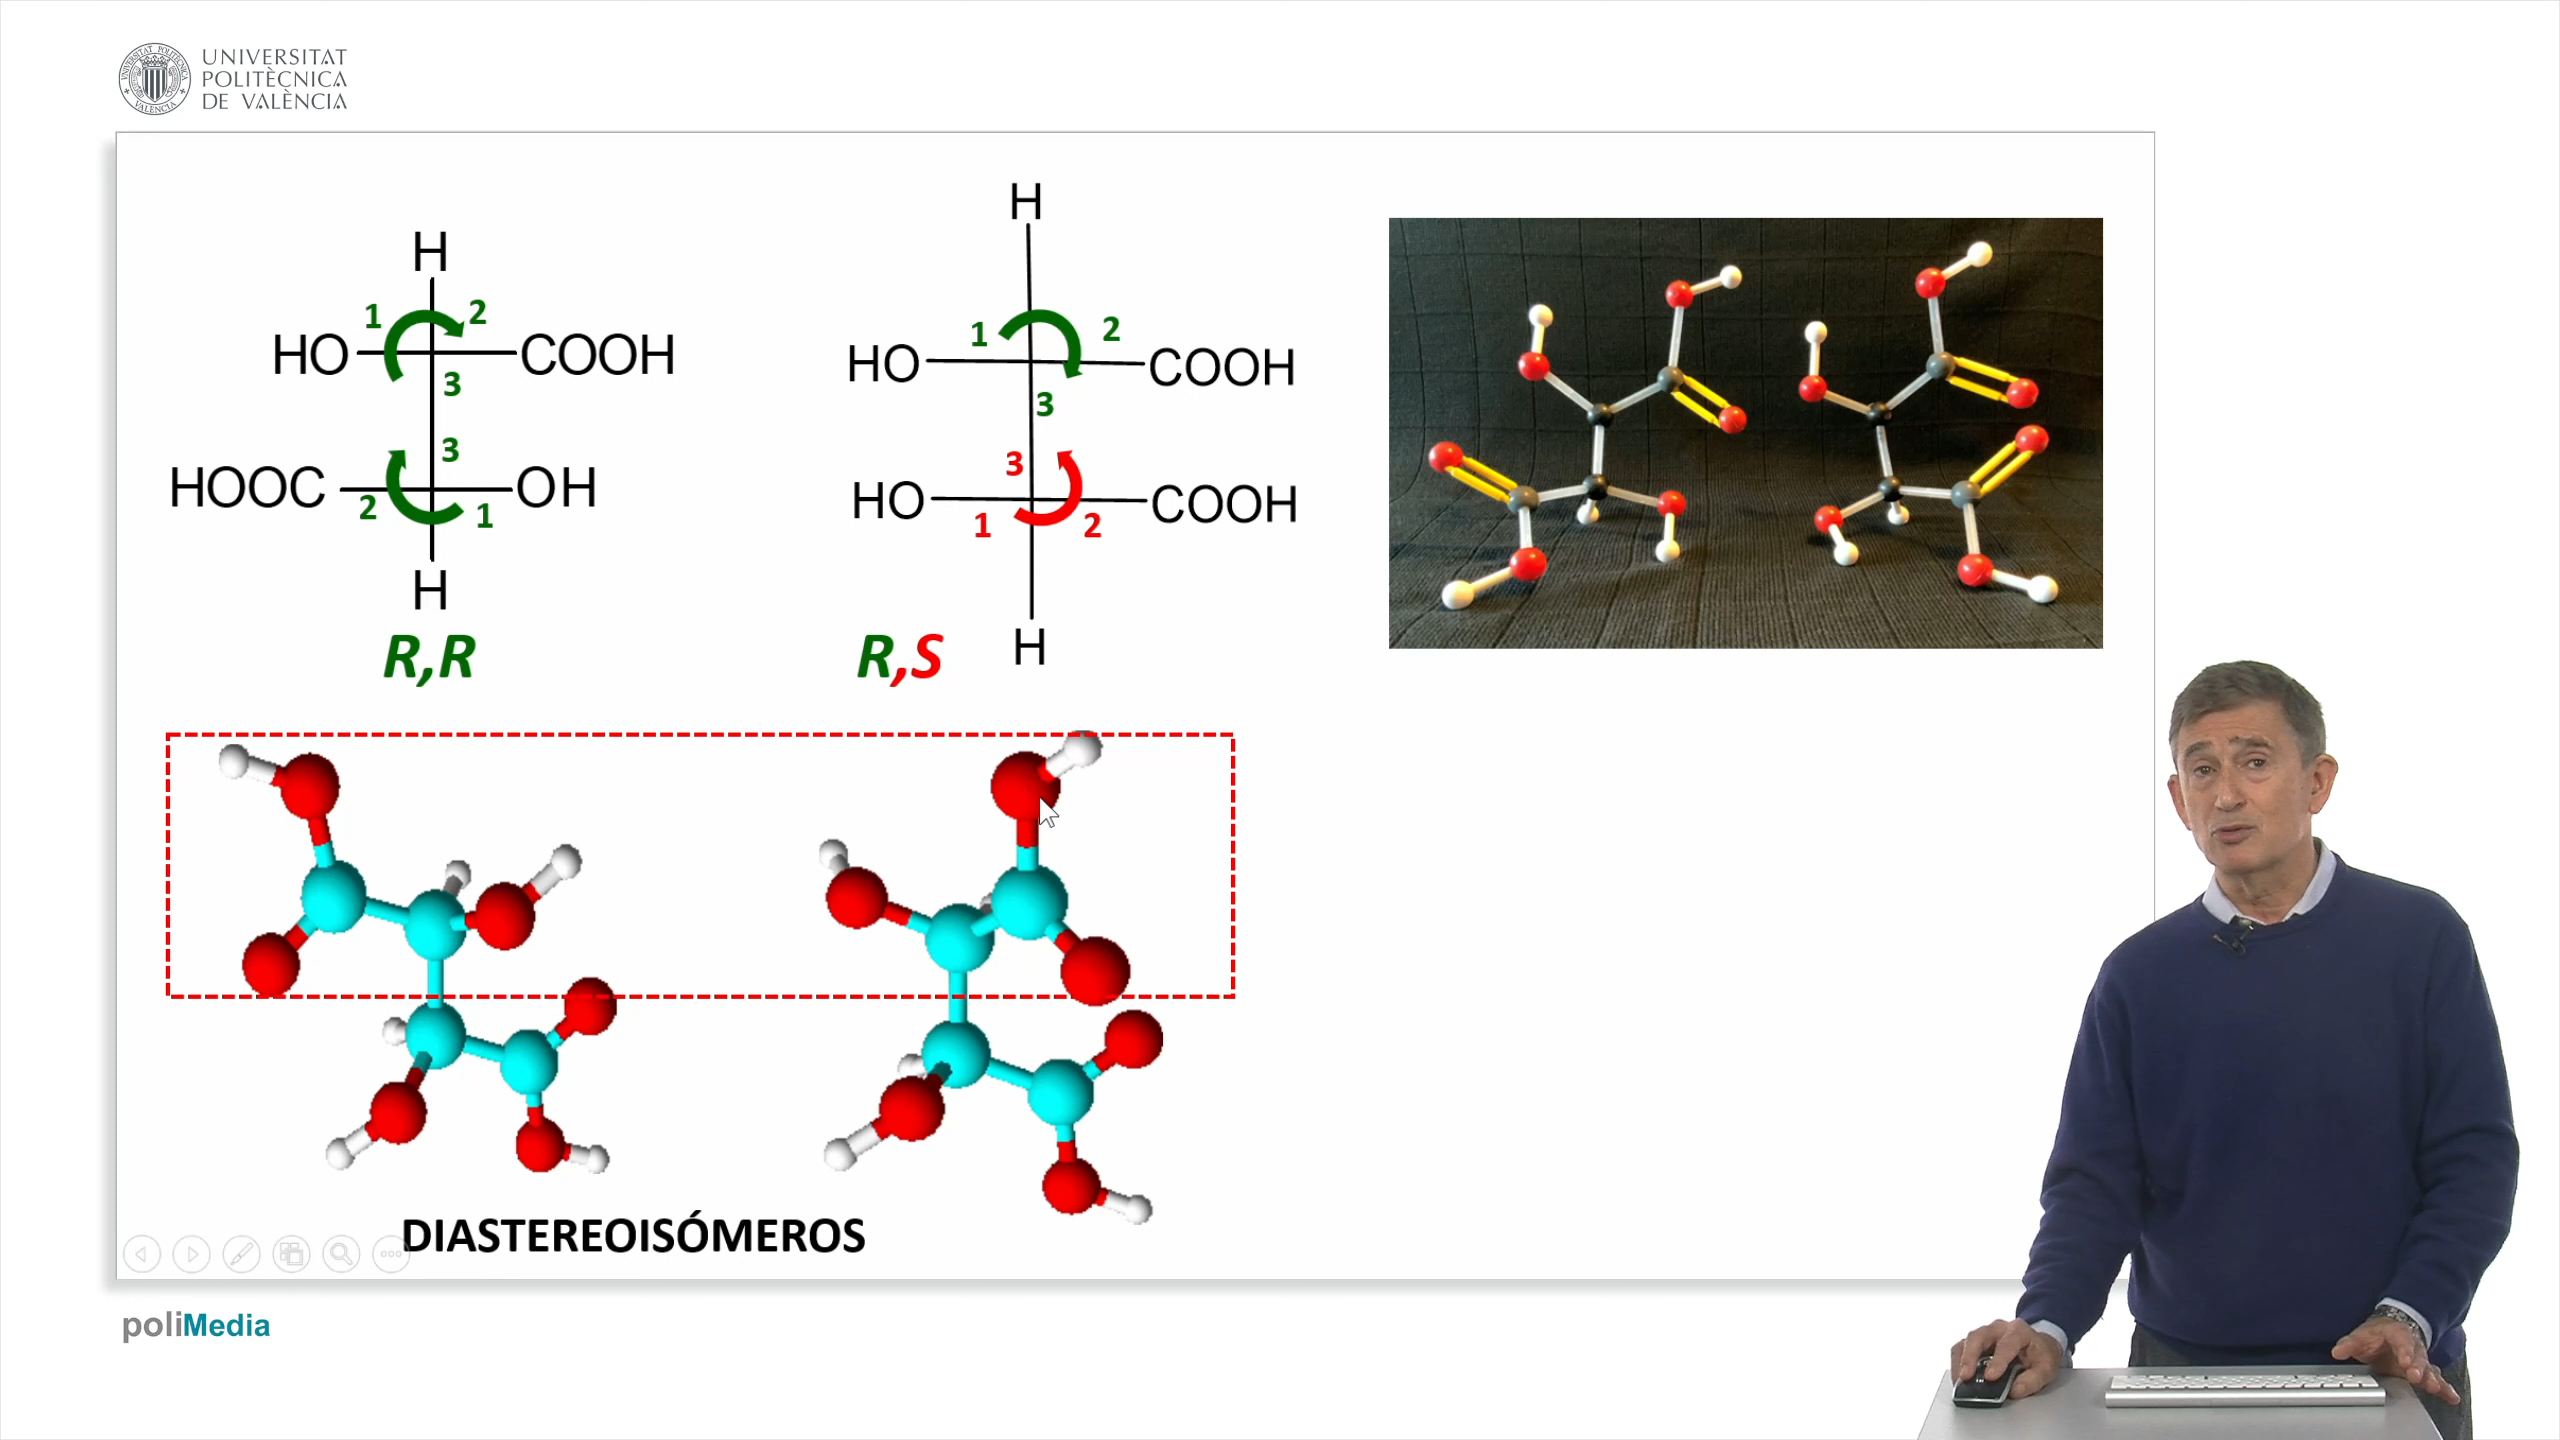 UNIVERSITAT
POLITÈCNICA
DE VALÈNCIA
H
1 2
HO COOH
3
3
HOOC OH
2 1
H
R,R
H
1 2
HO COOH
3
3
HO COOH
1 2
R,S H
DIASTEREOISÓMEROS
poliMedia